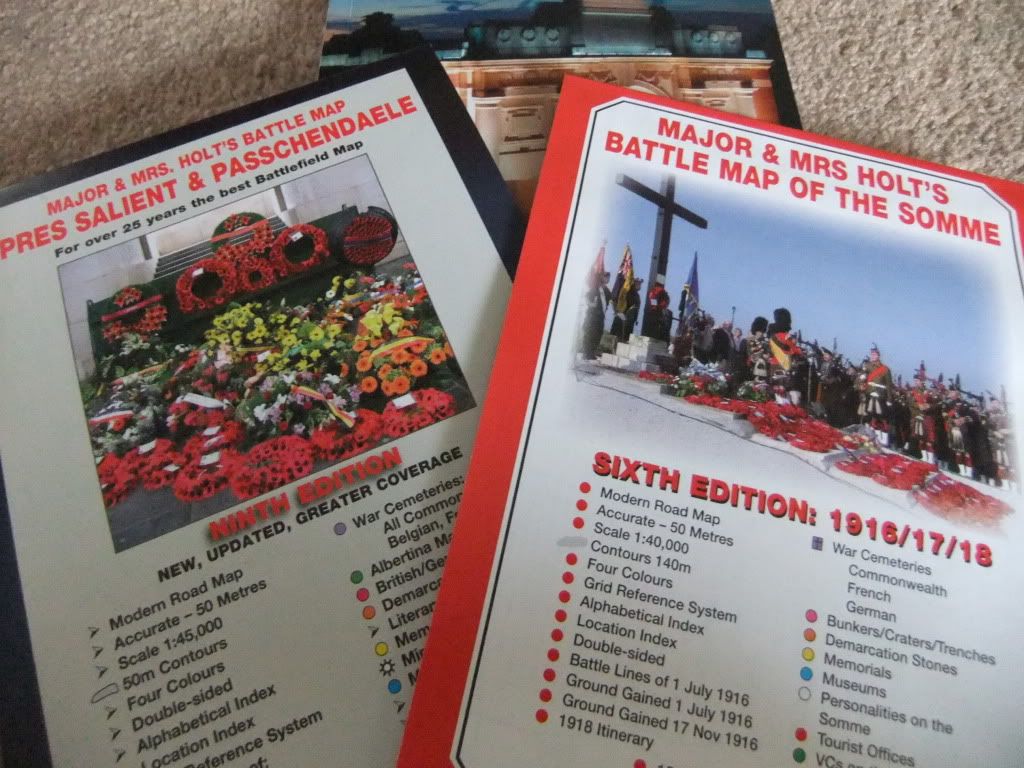 MAJOR & MRS. HOLT'S BATTLE MAP
PRES SALIENT & PASSCHENDAELE
For over 25 years the best Battlefield Map
NINTH EDITION
NEW, UPDATED, GREATER COVERAGE
Modern Road Map
Accurate – 50 Metres
Scale 1:45,000
50m Contours
Four Colours
Double-sided
Alphabetical Index
Location Index
Reference System
War Cemeteries:
All Common
Belgian, Fr
Albertina Ma
British/Ge
Demarc
Literar
Mem
Mi
MAJOR & MRS HOLT'S
BATTLE MAP OF THE SOMME
SIXTH EDITION: 1916/17/18
Modern Road Map
Accurate – 50 Metres
Scale 1:40,000
Contours 140m
Four Colours
Grid Reference System
Alphabetical Index
Location Index
Double-sided
Battle Lines of 1 July 1916
Ground Gained 1 July 1916
Ground Gained 17 Nov 1916
1918 Itinerary
War Cemeteries
Commonwealth
French
German
Bunkers/Craters/Trenches
Demarcation Stones
Memorials
Museums
Personalities on the
Somme
Tourist Offices
VCs